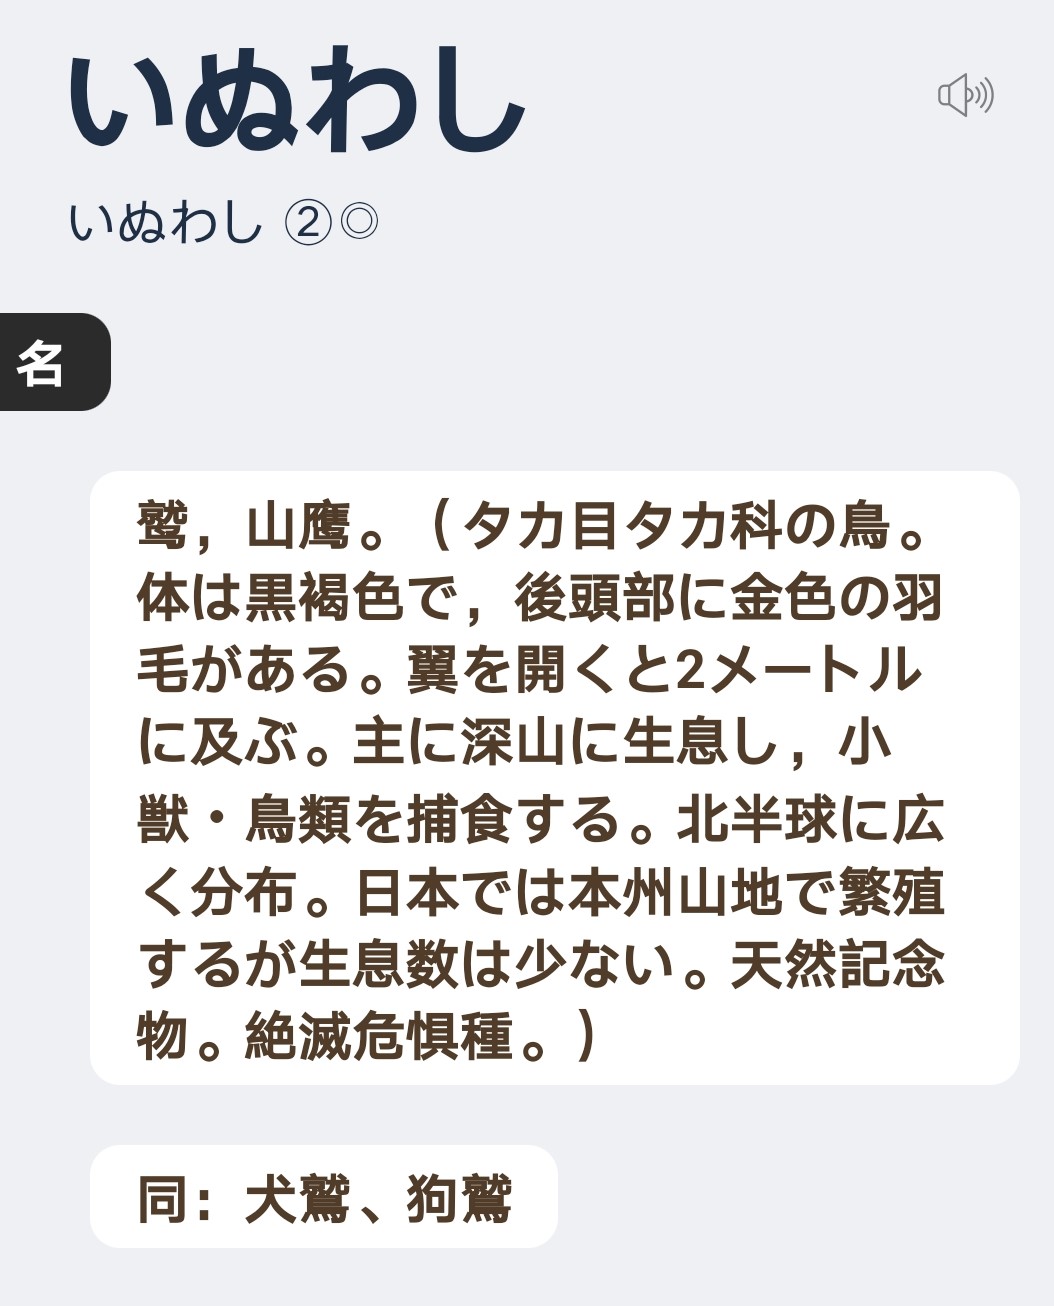 いぬわし
いぬわし ②◎
名
鹫，山鹰。（タカ目タカ科の鳥。
体は黒褐色で，後頭部に金色の羽
毛がある。翼を開くと2メートル
に及ぶ。主に深山に生息し，小
獣・鳥類を捕食する。北半球に広
く分布。日本では本州山地で繁殖
するが生息数は少ない。天然記念
物。絶滅危惧種。）
同：犬鷲、狗鷲